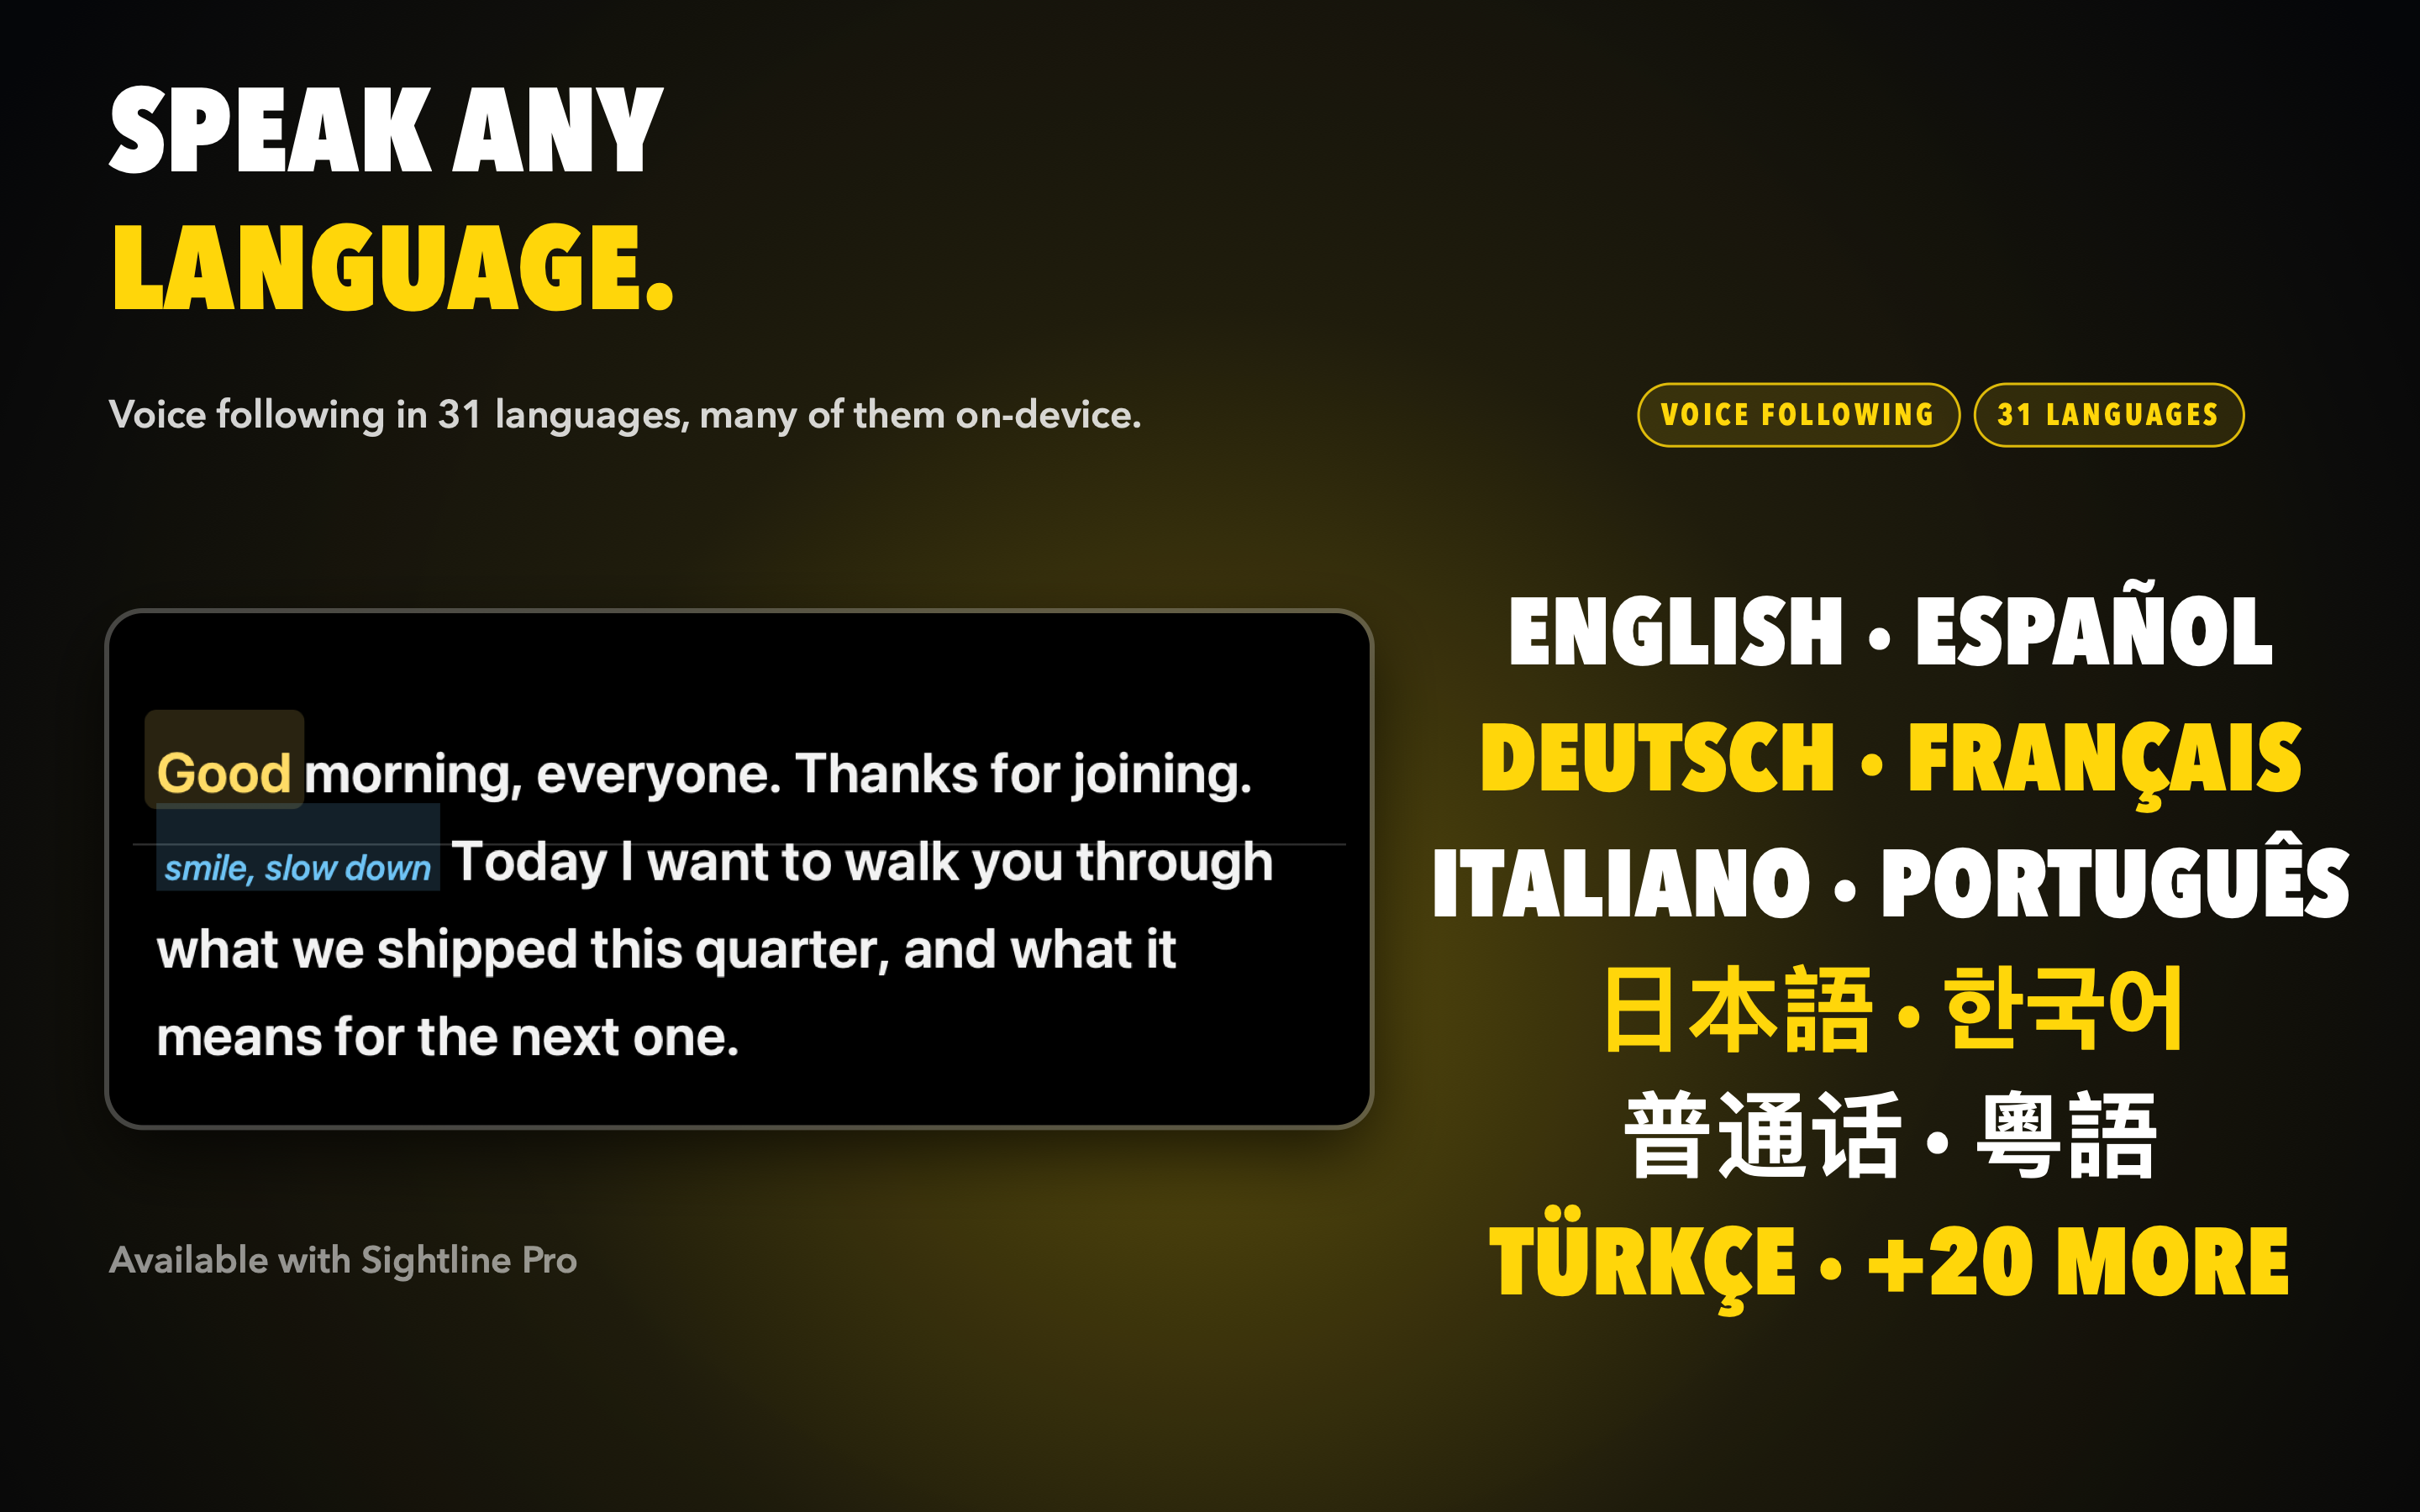 SPEAK ANY
LANGUAGE.
Voice following in 31 languages, many of them on-device.
VOICE FOLLOWING
31 LANGUAGES
Good morning, everyone. Thanks for joining.
smile, slow down Today I want to walk you through
what we shipped this quarter, and what it
means for the next one.
Available with Sightline Pro
ENGLISH • ESPAÑOL
DEUTSCH • FRANÇAIS
ITALIANO • PORTUGUÊS
日本語 • 한국어
普通话 • 粵語
TÜRKÇE • +20 MORE